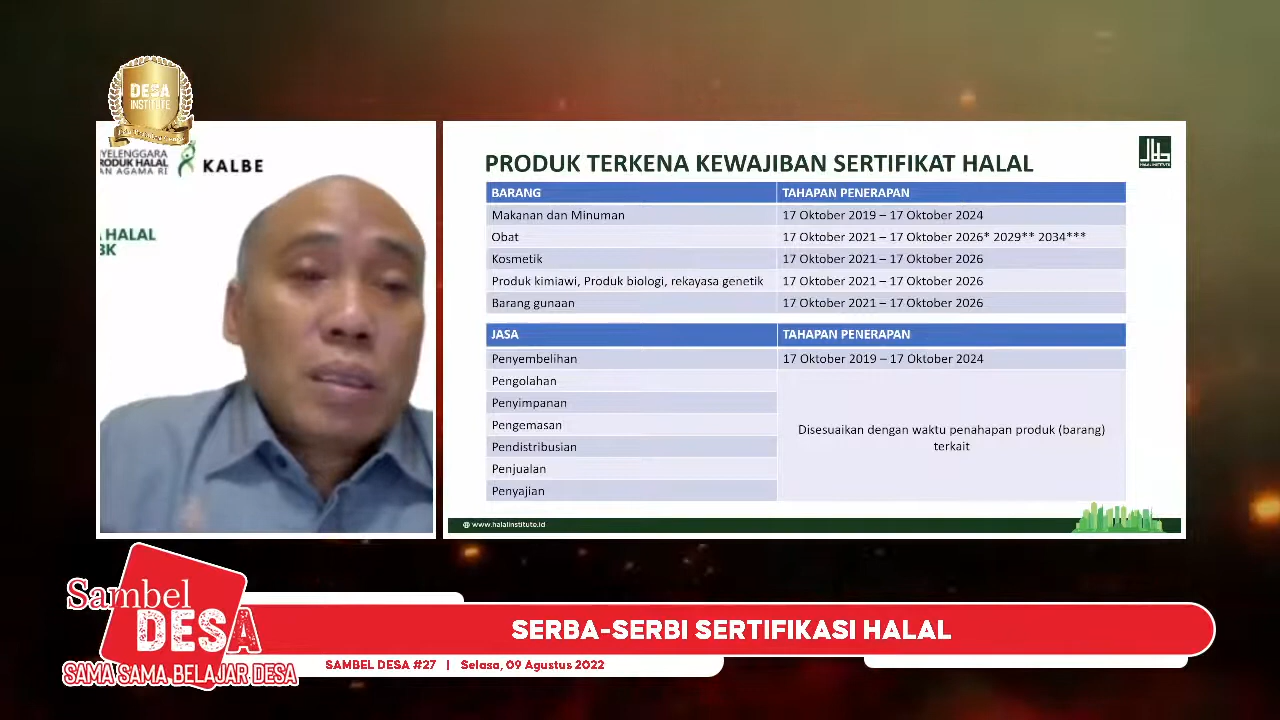 DESA
INSTITUTE
YELENGGARA
RODUK HALAL
AN AGAMA RI
KALBE
HALAL
BK
PRODUK TERKENA KEWAJIBAN SERTIFIKAT HALAL
HALAL INSTITUTE
BARANG TAHAPAN PENERAPAN
Makanan dan Minuman 17 Oktober 2019 – 17 Oktober 2024
Obat 17 Oktober 2021 – 17 Oktober 2026* 2029** 2034***
Kosmetik 17 Oktober 2021 – 17 Oktober 2026
Produk kimiawi, Produk biologi, rekayasa genetik 17 Oktober 2021 – 17 Oktober 2026
Barang gunaan 17 Oktober 2021 – 17 Oktober 2026
JASA TAHAPAN PENERAPAN
Penyembelihan 17 Oktober 2019 – 17 Oktober 2024
Pengolahan
Penyimpanan
Pengemasan
Pendistribusian
Penjualan
Penyajian
Disesuaikan dengan waktu penahapan produk (barang)
terkait
www.halalinstitute.id
Sambel
DESA
SAMA SAMA BELAJAR DESA
SERBA-SERBI SERTIFIKASI HALAL
SAMBEL DESA #27 | Selasa, 09 Agustus 2022